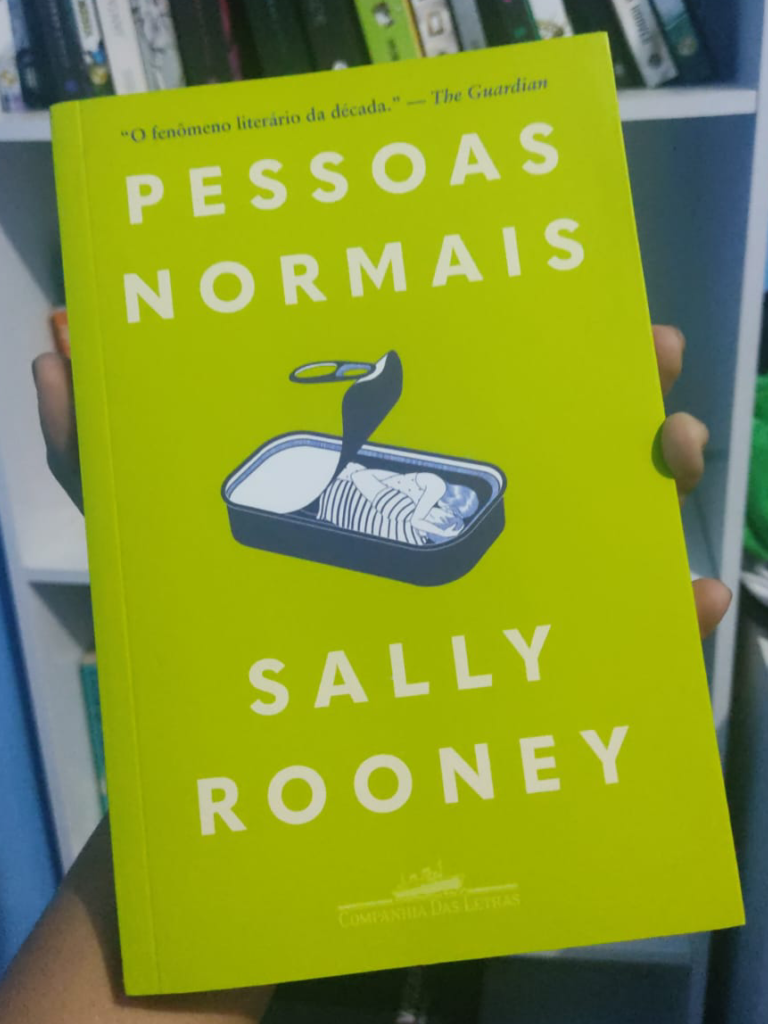 “O fenômeno literário da década.” — The Guardian
PESSOAS
NORMAIS
SALLY
ROONEY
COMPANHIA DAS LETRAS